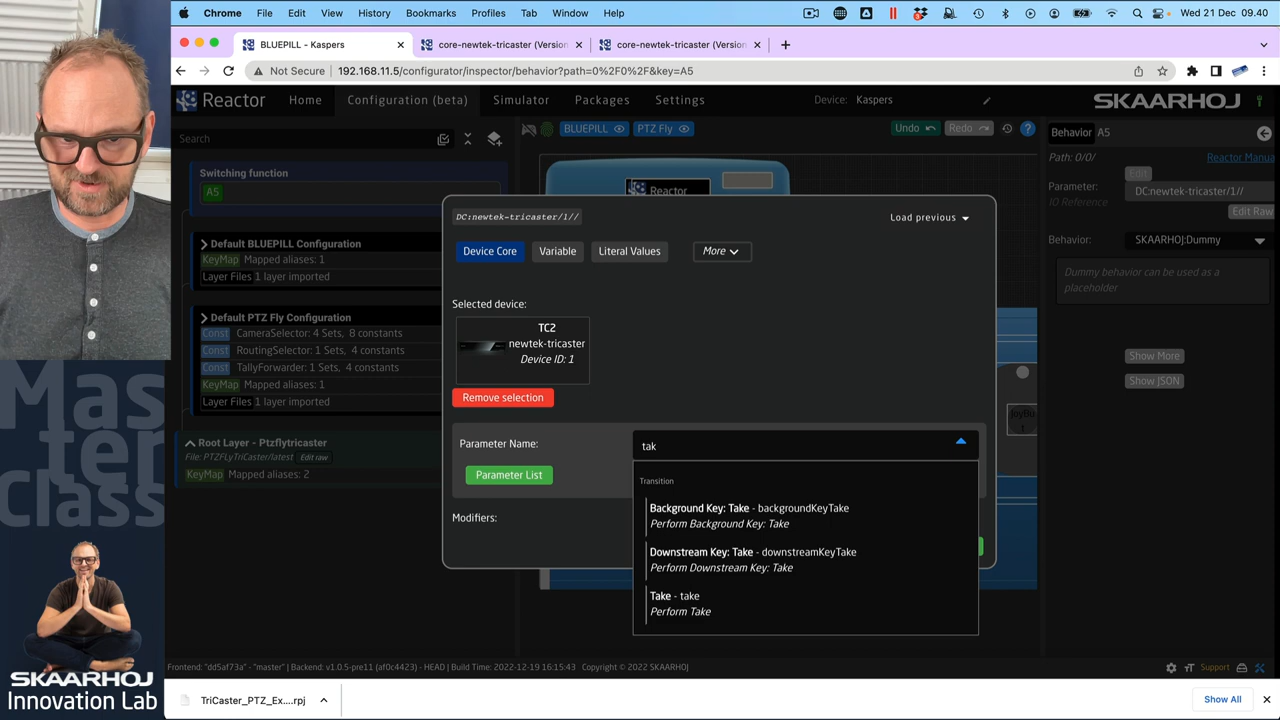 Chrome File Edit View History Bookmarks Profiles Tab Window Help Wed 21 Dec 09.40
BLUEPILL - Kaspers
core-newtek-tricaster (Version
core-newtek-tricaster (Version
Not Secure 192.168.11.5/configurator/inspector/behavior?path=0%2F0%2F&key=A5
Reactor Home Configuration (beta) Simulator Packages Settings Device: Kaspers SKAARHOJ
Search
BLUEPILL PTZ Fly Undo Redo
Behavior A5
Path: 0/0/ Reactor Manua
Edit
Parameter: DC:newtek-tricaster/1//
IO Reference
Edit Raw
Behavior: SKAARHOJ:Dummy
Dummy behavior can be used as a
placeholder
Show More
Show JSON
Switching function
A5
Default BLUEPILL Configuration
KeyMap Mapped aliases: 1
Layer Files 1 layer imported
Default PTZ Fly Configuration
Const CameraSelector: 4 Sets, 8 constants
Const RoutingSelector: 1 Sets, 4 constants
Const TallyForwarder: 1 Sets, 4 constants
KeyMap Mapped aliases: 1
Layer Files 1 layer imported
Root Layer - Ptzflytricaster
File: PTZFlyTriCaster/latest Edit raw
KeyMap Mapped aliases: 2
Reactor
DC:newtek-tricaster/1//
Load previous
Device Core Variable Literal Values More
Selected device:
TC2
newtek-tricaster
Device ID: 1
Remove selection
Parameter Name: tak
Parameter List
Modifiers:
Transition
Background Key: Take - backgroundKeyTake
Perform Background Key: Take
Downstream Key: Take - downstreamKeyTake
Perform Downstream Key: Take
Take - take
Perform Take
JoyBu
Frontend: "dd5af73a" - "master" | Backend: v1.0.5-pre11 (af0c4423) - HEAD | Build Time: 2022-12-19 16:15:43 Copyright © 2022 SKAARHOJ
Support
TriCaster_PTZ_Ex....rpj
Show All
Mas
ter
Class
SKAARHOJ
Innovation Lab